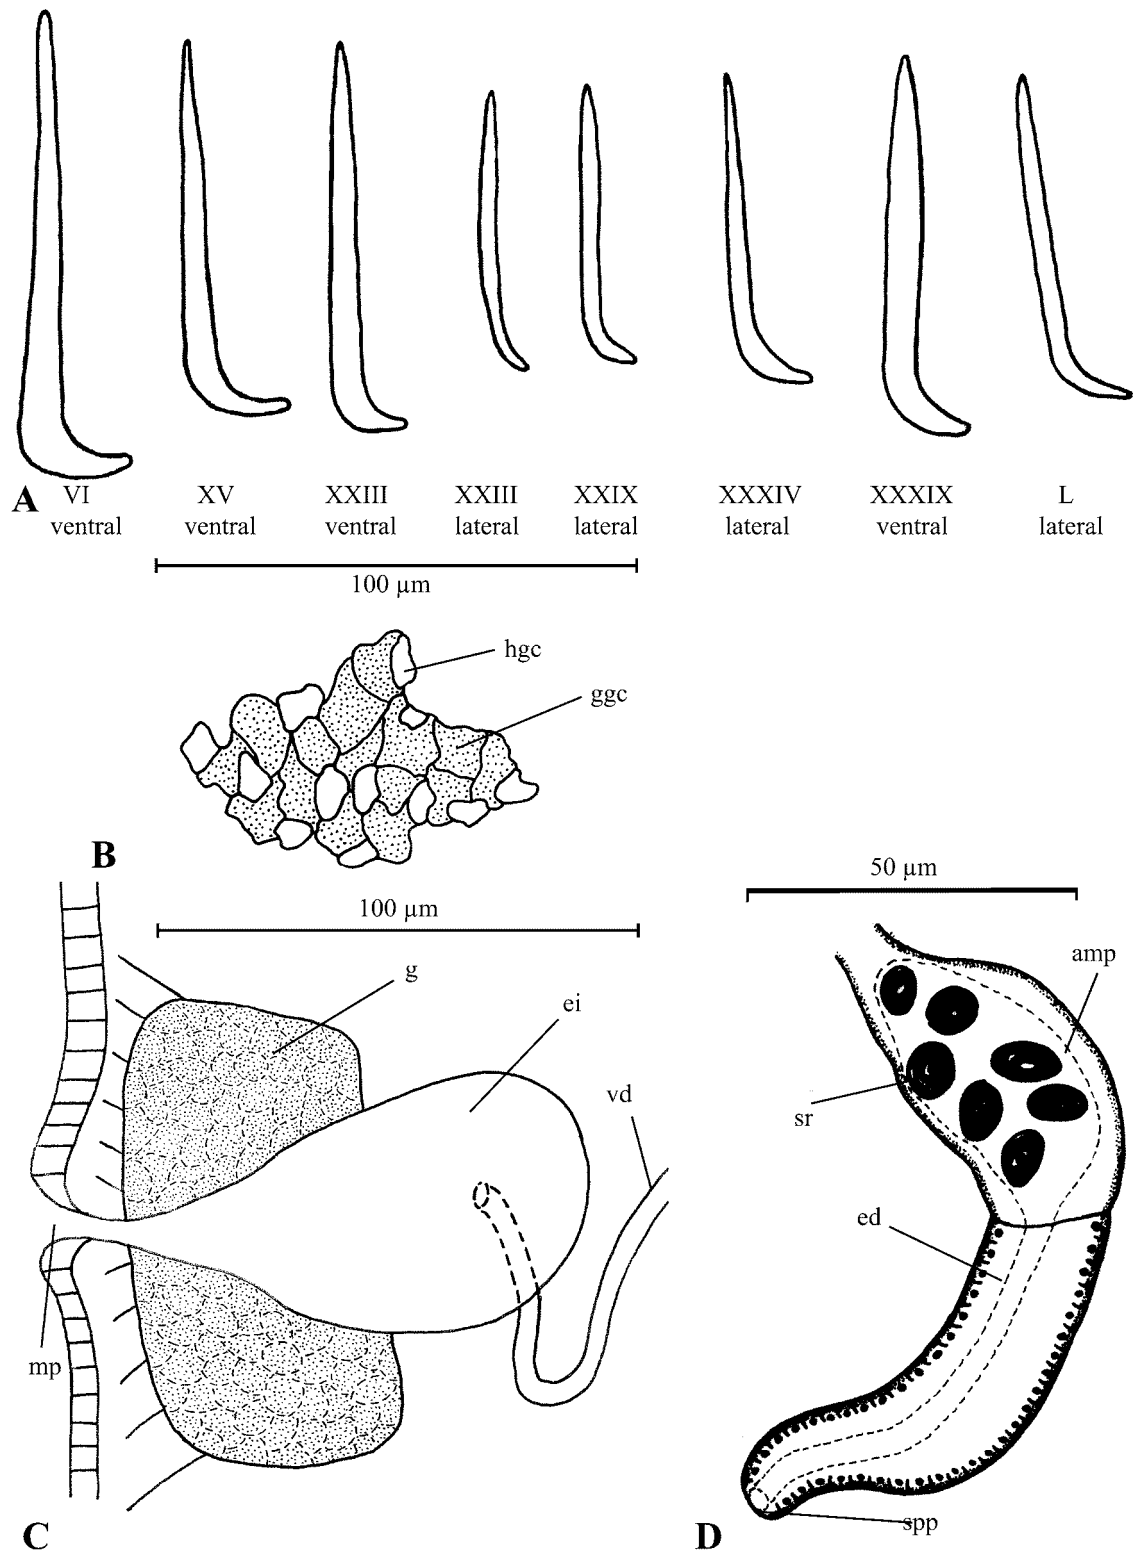 A
VI XV XXIII XXIII XXIX XXXIV XXXIX L
ventral ventral ventral lateral lateral lateral ventral lateral
100 µm
hgc
ggc
B
50 µm
100 µm
g
ei
vd
mp
C
amp
sr
ed
spp
D